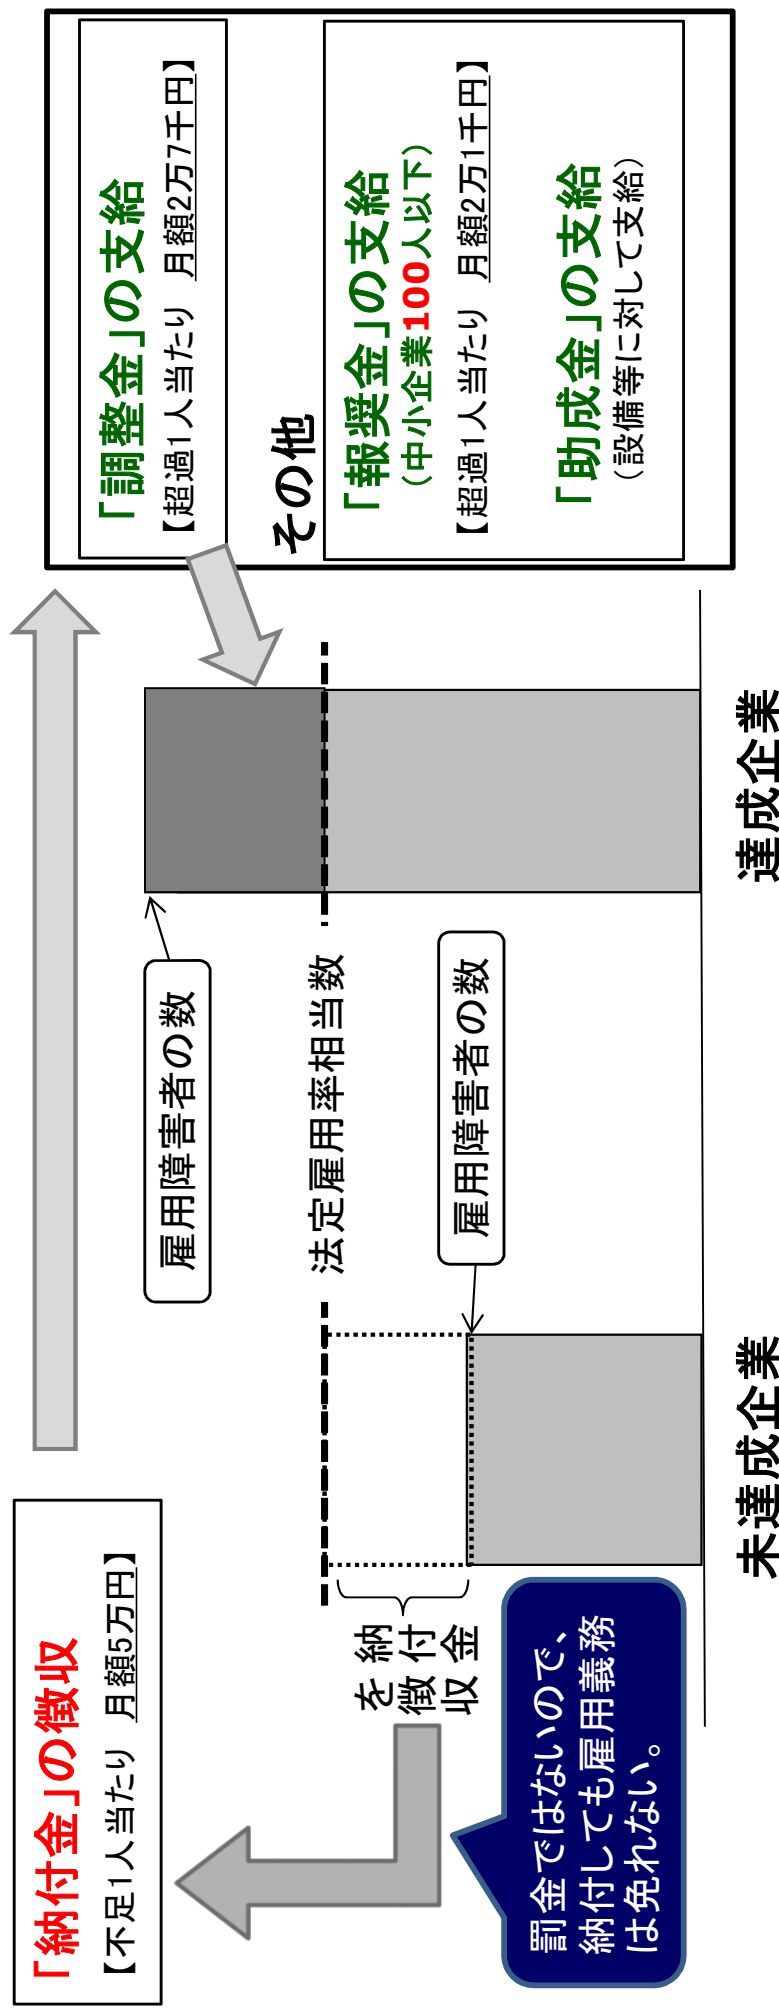 「納付金」の徴収
【不足1人当たり 月額5万円】
「調整金」の支給
【超過1人当たり 月額2万7千円】
その他
「報奨金」の支給
（中小企業100人以下）
【超過1人当たり 月額2万1千円】
「助成金」の支給
（設備等に対して支給）
雇用障害者の数
法定雇用率相当数
雇用障害者の数
納付金
を徴収
罰金ではないので、
納付しても雇用義務
は免れない。
未達成企業
達成企業